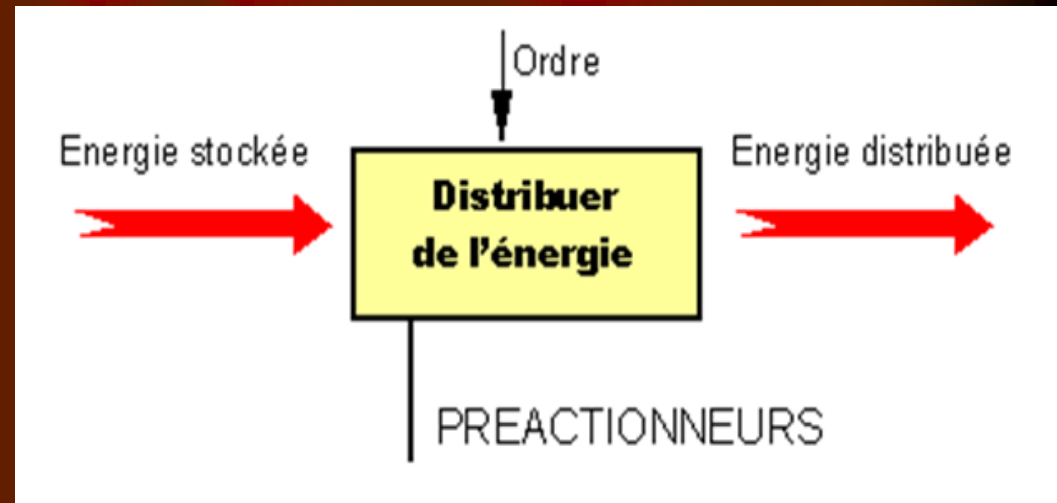 Ordre
Energie stockée
Energie distribuée
Distribuer
de l'énergie
PREACTIONNEURS